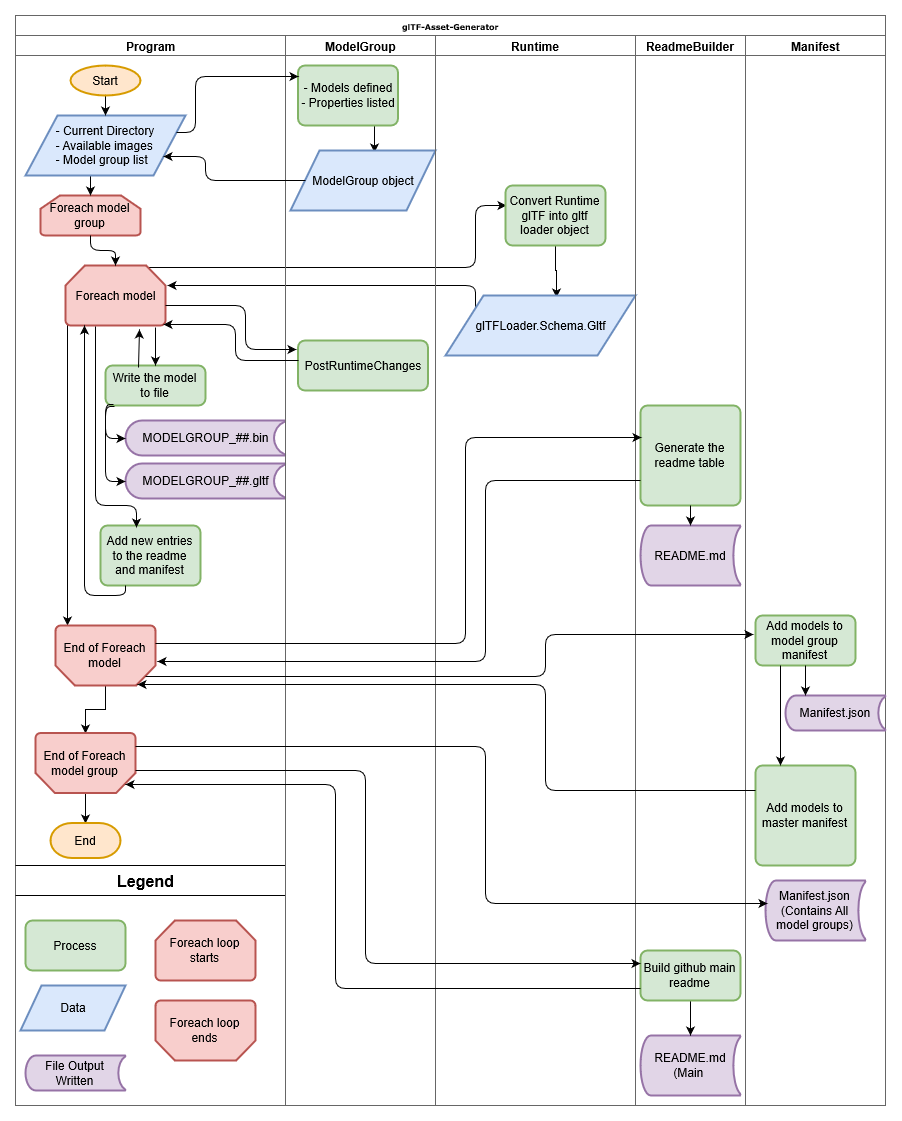 glTF-Asset-Generator
Program
ModelGroup
Runtime
ReadmeBuilder
Manifest
Start
- Current Directory
- Available images
- Model group list
- Models defined
- Properties listed
ModelGroup object
Foreach model
group
Convert Runtime
glTF into gltf
loader object
Foreach model
glTFLoader.Schema.Gltf
PostRuntimeChanges
Write the model
to file
MODELGROUP_##.bin
MODELGROUP_##.gltf
Generate the
readme table
README.md
Add new entries
to the readme
and manifest
End of Foreach
model
Add models to
model group
manifest
Manifest.json
End of Foreach
model group
Add models to
master manifest
End
Manifest.json
(Contains All
model groups)
Build github main
readme
README.md
(Main
Legend
Process
Foreach loop
starts
Data
Foreach loop
ends
File Output
Written